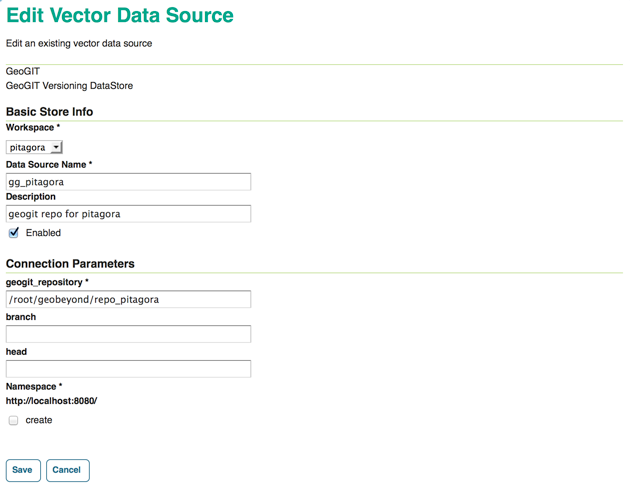 Edit Vector Data Source
Edit an existing vector data source
GeoGIT
GeoGIT Versioning DataStore
Basic Store Info
Workspace *
pitagora
Data Source Name *
gg_pitagora
Description
geogit repo for pitagora
Enabled
Connection Parameters
geogit_repository *
/root/geobeyond/repo_pitagora
branch
head
Namespace *
http://localhost:8080/
create
Save Cancel